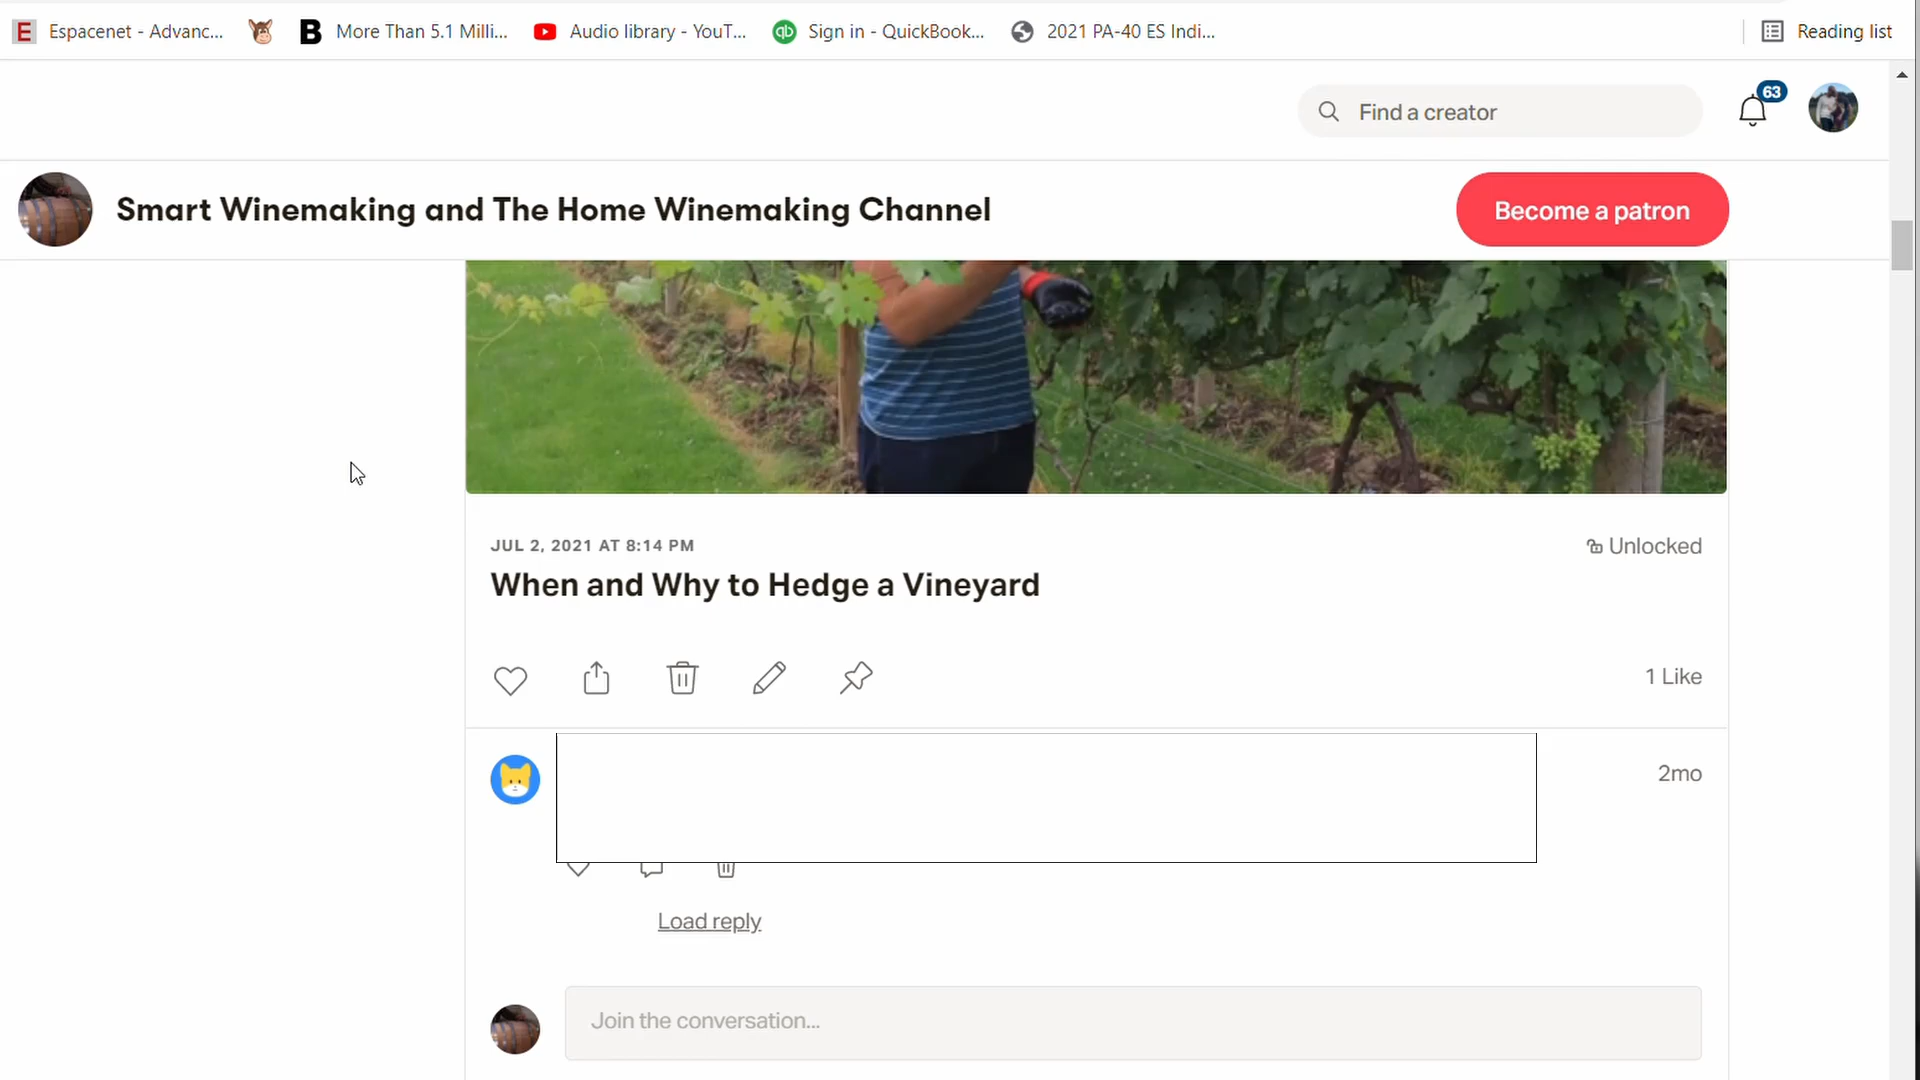 E Espacenet - Advanc... B More Than 5.1 Milli... Audio library - YouT... qb Sign in - QuickBook... 2021 PA-40 ES Indi... Reading list
Find a creator 63
Smart Winemaking and The Home Winemaking Channel Become a patron
JUL 2, 2021 AT 8:14 PM Unlocked
When and Why to Hedge a Vineyard
1 Like
2mo
Load reply
Join the conversation...